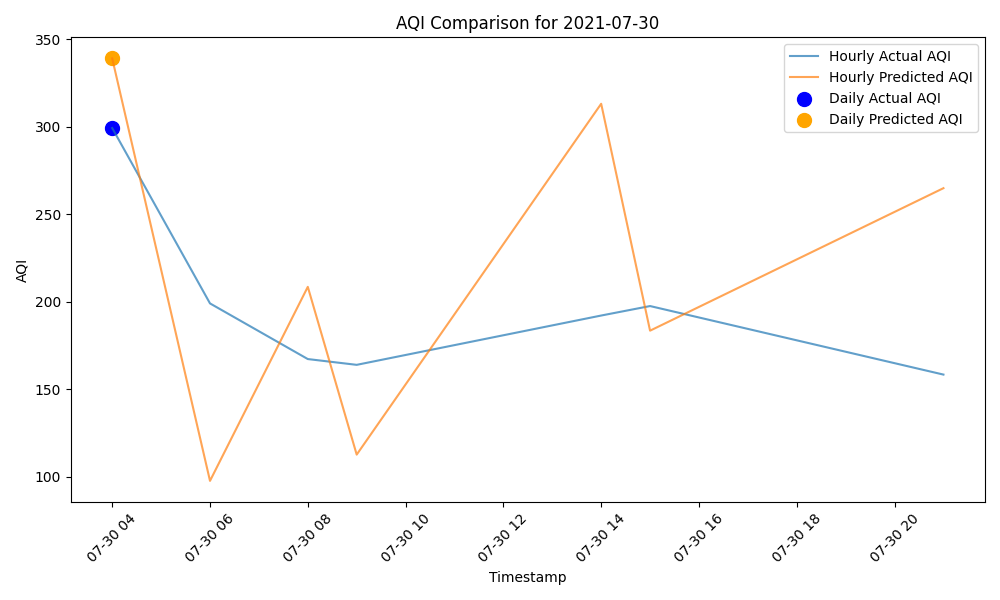 AQI Comparison for 2021-07-30
350
300
250
200
150
100
AQI
Hourly Actual AQI
Hourly Predicted AQI
Daily Actual AQI
Daily Predicted AQI
07-30 04
07-30 06
07-30 08
07-30 10
07-30 12
07-30 14
07-30 16
07-30 18
07-30 20
Timestamp